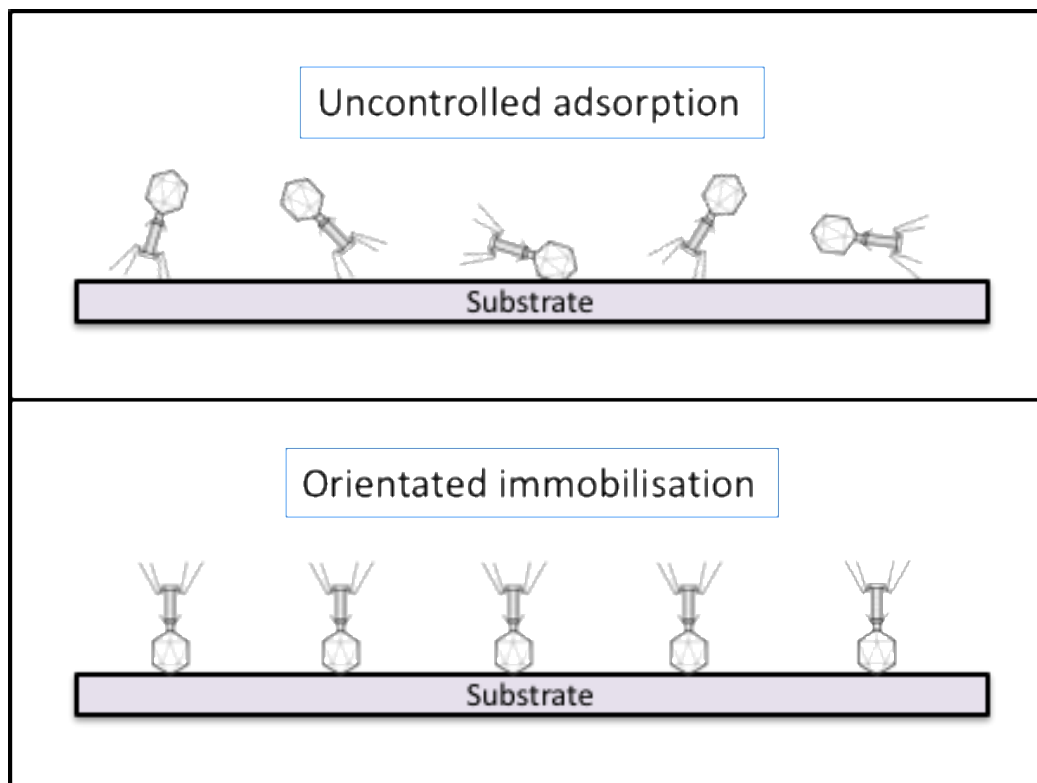 Uncontrolled adsorption
Substrate
Orientated immobilisation
Substrate